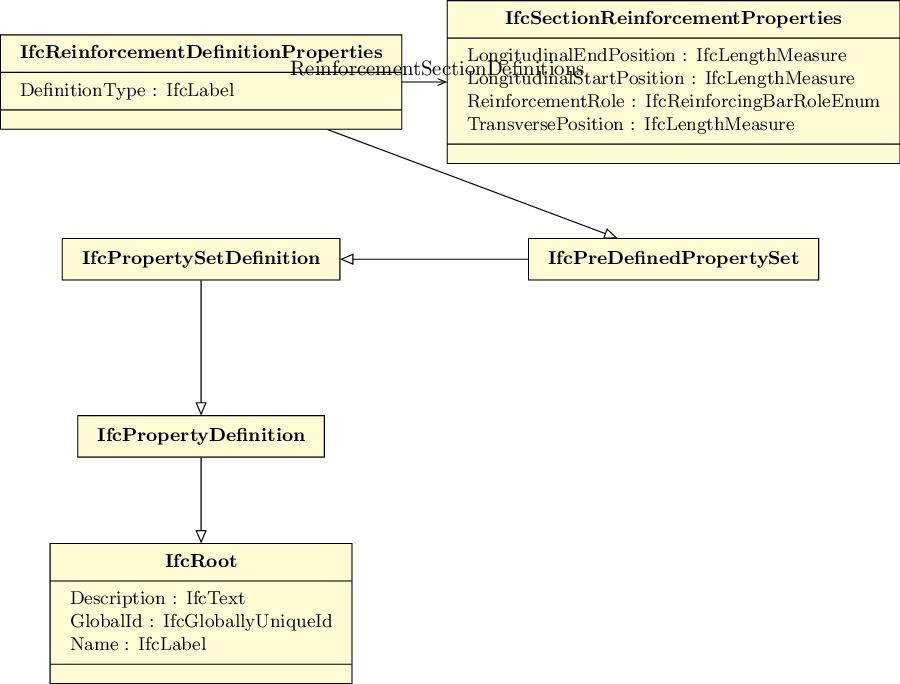 IfcReinforcementDefinitionProperties
DefinitionType : IfcLabel
ReinforcementSectionDefinitions
IfcSectionReinforcementProperties
LongitudinalEndPosition : IfcLengthMeasure
LongitudinalStartPosition : IfcLengthMeasure
ReinforcementRole : IfcReinforcingBarRoleEnum
TransversePosition : IfcLengthMeasure
IfcPropertySetDefinition
IfcPreDefinedPropertySet
IfcPropertyDefinition
IfcRoot
Description : IfcText
GlobalId : IfcGloballyUniqueId
Name : IfcLabel